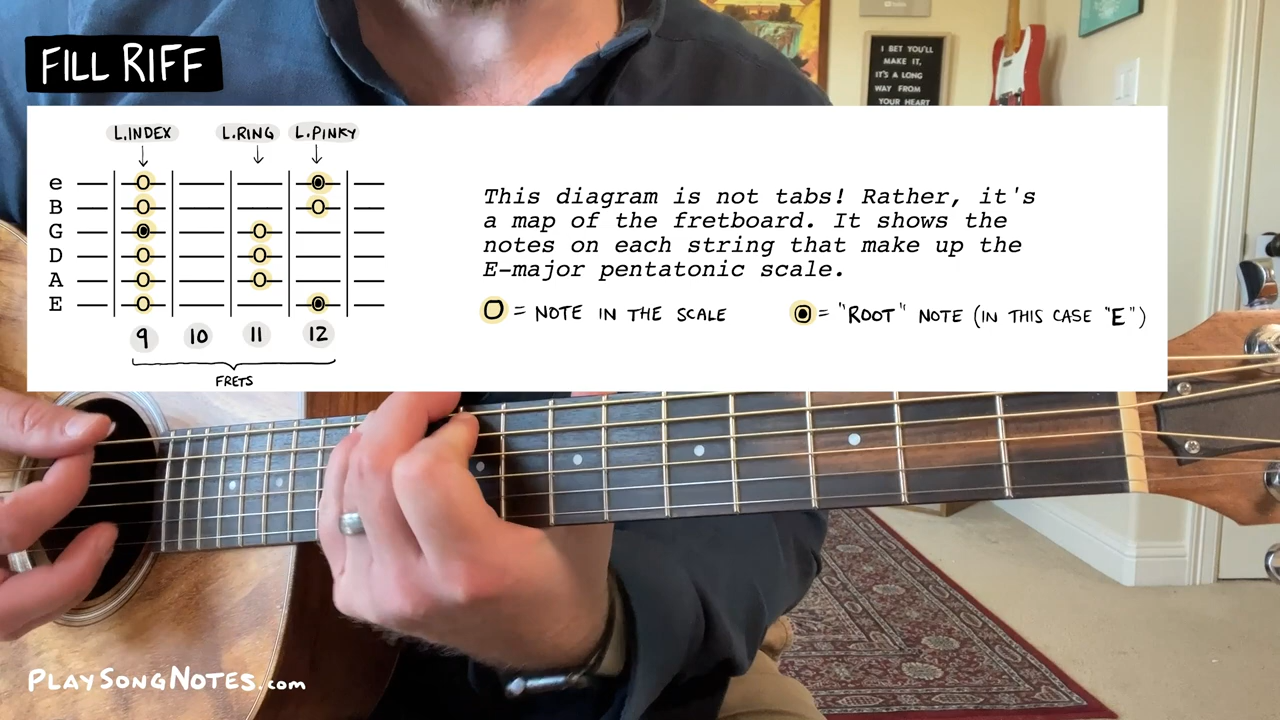 FILL RIFF
L.INDEX L.RING L.PINKY
e
B
G
D
A
E
9 10 11 12
FRETS
This diagram is not tabs! Rather, it's
a map of the fretboard. It shows the
notes on each string that make up the
E-major pentatonic scale.
= NOTE IN THE SCALE
= "ROOT" NOTE (IN THIS CASE "E")
I BET YOU'LL
MAKE IT,
IT'S A LONG
WAY FROM
YOUR HEART
PLAYSONGNOTES.COM